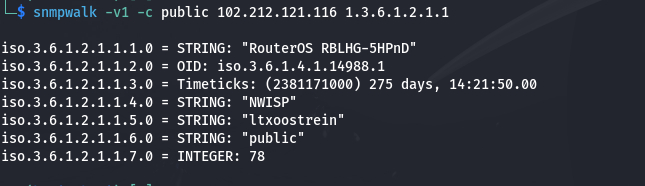 └─$ snmpwalk -v1 -c public 102.212.121.116 1.3.6.1.2.1.1
iso.3.6.1.2.1.1.1.0 = STRING: "RouterOS RBLHG-5HPnD"
iso.3.6.1.2.1.1.2.0 = OID: iso.3.6.1.4.1.14988.1
iso.3.6.1.2.1.1.3.0 = Timeticks: (2381171000) 275 days, 14:21:50.00
iso.3.6.1.2.1.1.4.0 = STRING: "NWISP"
iso.3.6.1.2.1.1.5.0 = STRING: "ltxoostrein"
iso.3.6.1.2.1.1.6.0 = STRING: "public"
iso.3.6.1.2.1.1.7.0 = INTEGER: 78